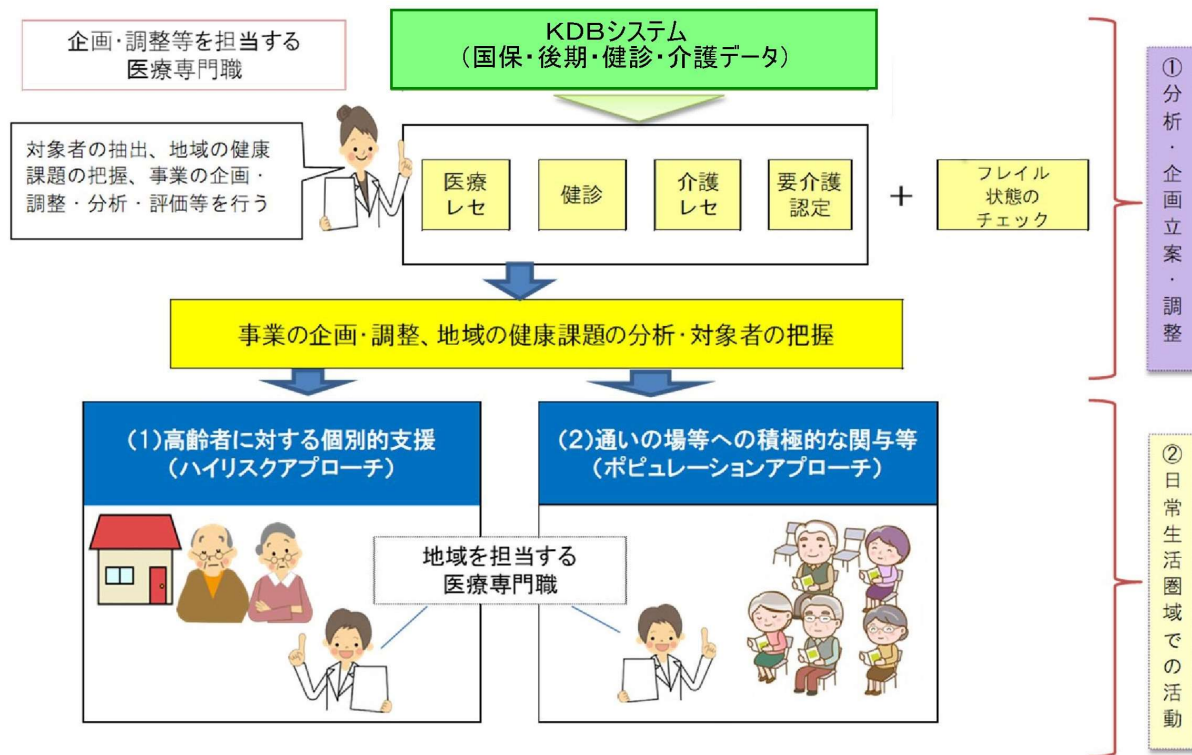 企画・調整等を担当する
医療専門職
KDBシステム
(国保・後期・健診・介護データ)
対象者の抽出、地域の健康
課題の把握、事業の企画・
調整・分析・評価等を行う
医療
レセ
健診
介護
レセ
要介護
認定
+
フレイル
状態の
チェック
①分析・企画立案・調整
事業の企画・調整、地域の健康課題の分析・対象者の把握
(1)高齢者に対する個別的支援
(ハイリスクアプローチ)
(2)通いの場等への積極的な関与等
(ポピュレーションアプローチ)
地域を担当する
医療専門職
②日常生活圏域での活動